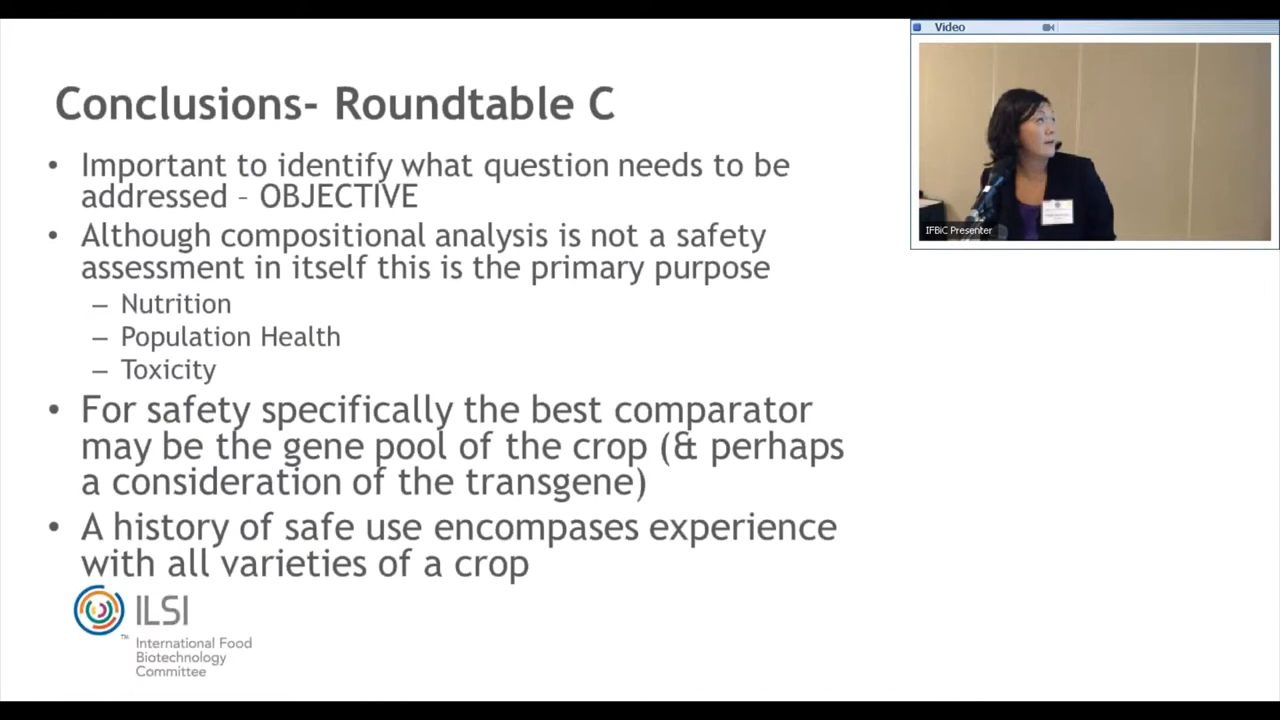 Video
Conclusions- Roundtable C
• Important to identify what question needs to be
addressed – OBJECTIVE
• Although compositional analysis is not a safety
assessment in itself this is the primary purpose
– Nutrition
– Population Health
– Toxicity
• For safety specifically the best comparator
may be the gene pool of the crop (& perhaps
a consideration of the transgene)
• A history of safe use encompases experience
with all varieties of a crop
IFBiC Presenter
ILSI
™ International Food
Biotechnology
Committee